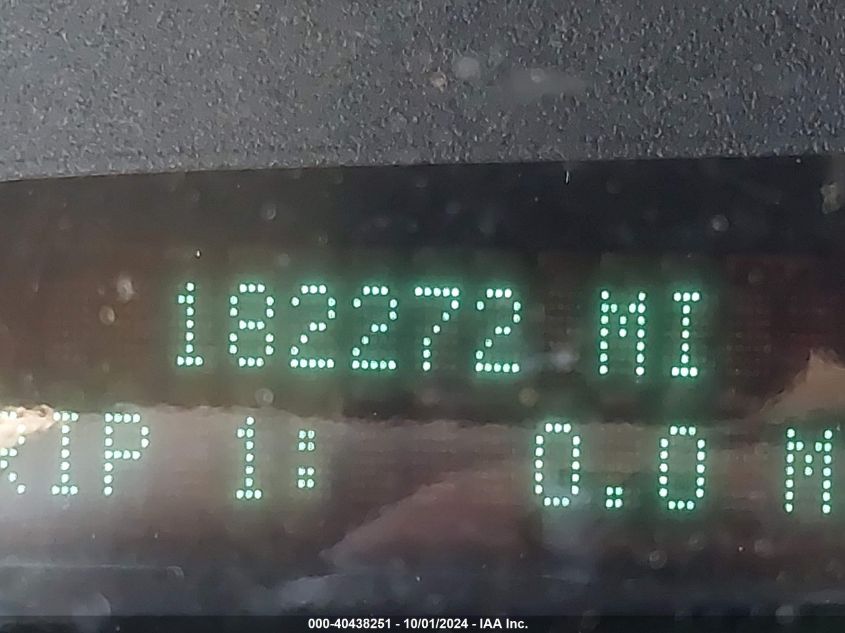 182272 MI
RIP 1: 0.0 M
000-40438251 - 10/01/2024 - IAA Inc.